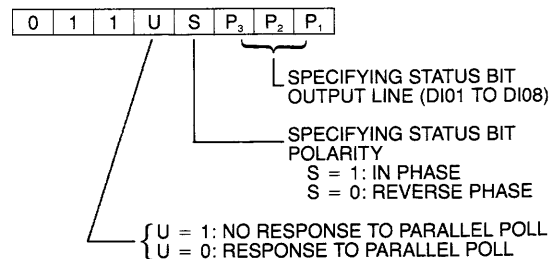 0 1 1 U S P₃ P₂ P₁
SPECIFYING STATUS BIT
OUTPUT LINE (DI01 TO DI08)
SPECIFYING STATUS BIT
POLARITY
S = 1: IN PHASE
S = 0: REVERSE PHASE
U = 1: NO RESPONSE TO PARALLEL POLL
U = 0: RESPONSE TO PARALLEL POLL